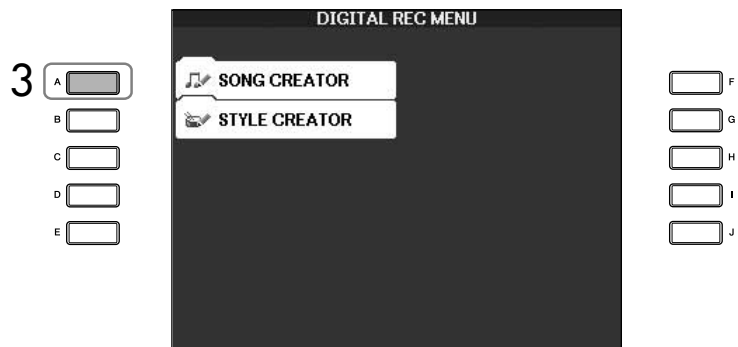 DIGITAL REC MENU
3 A SONG CREATOR F
B STYLE CREATOR G
C H
D I
E J